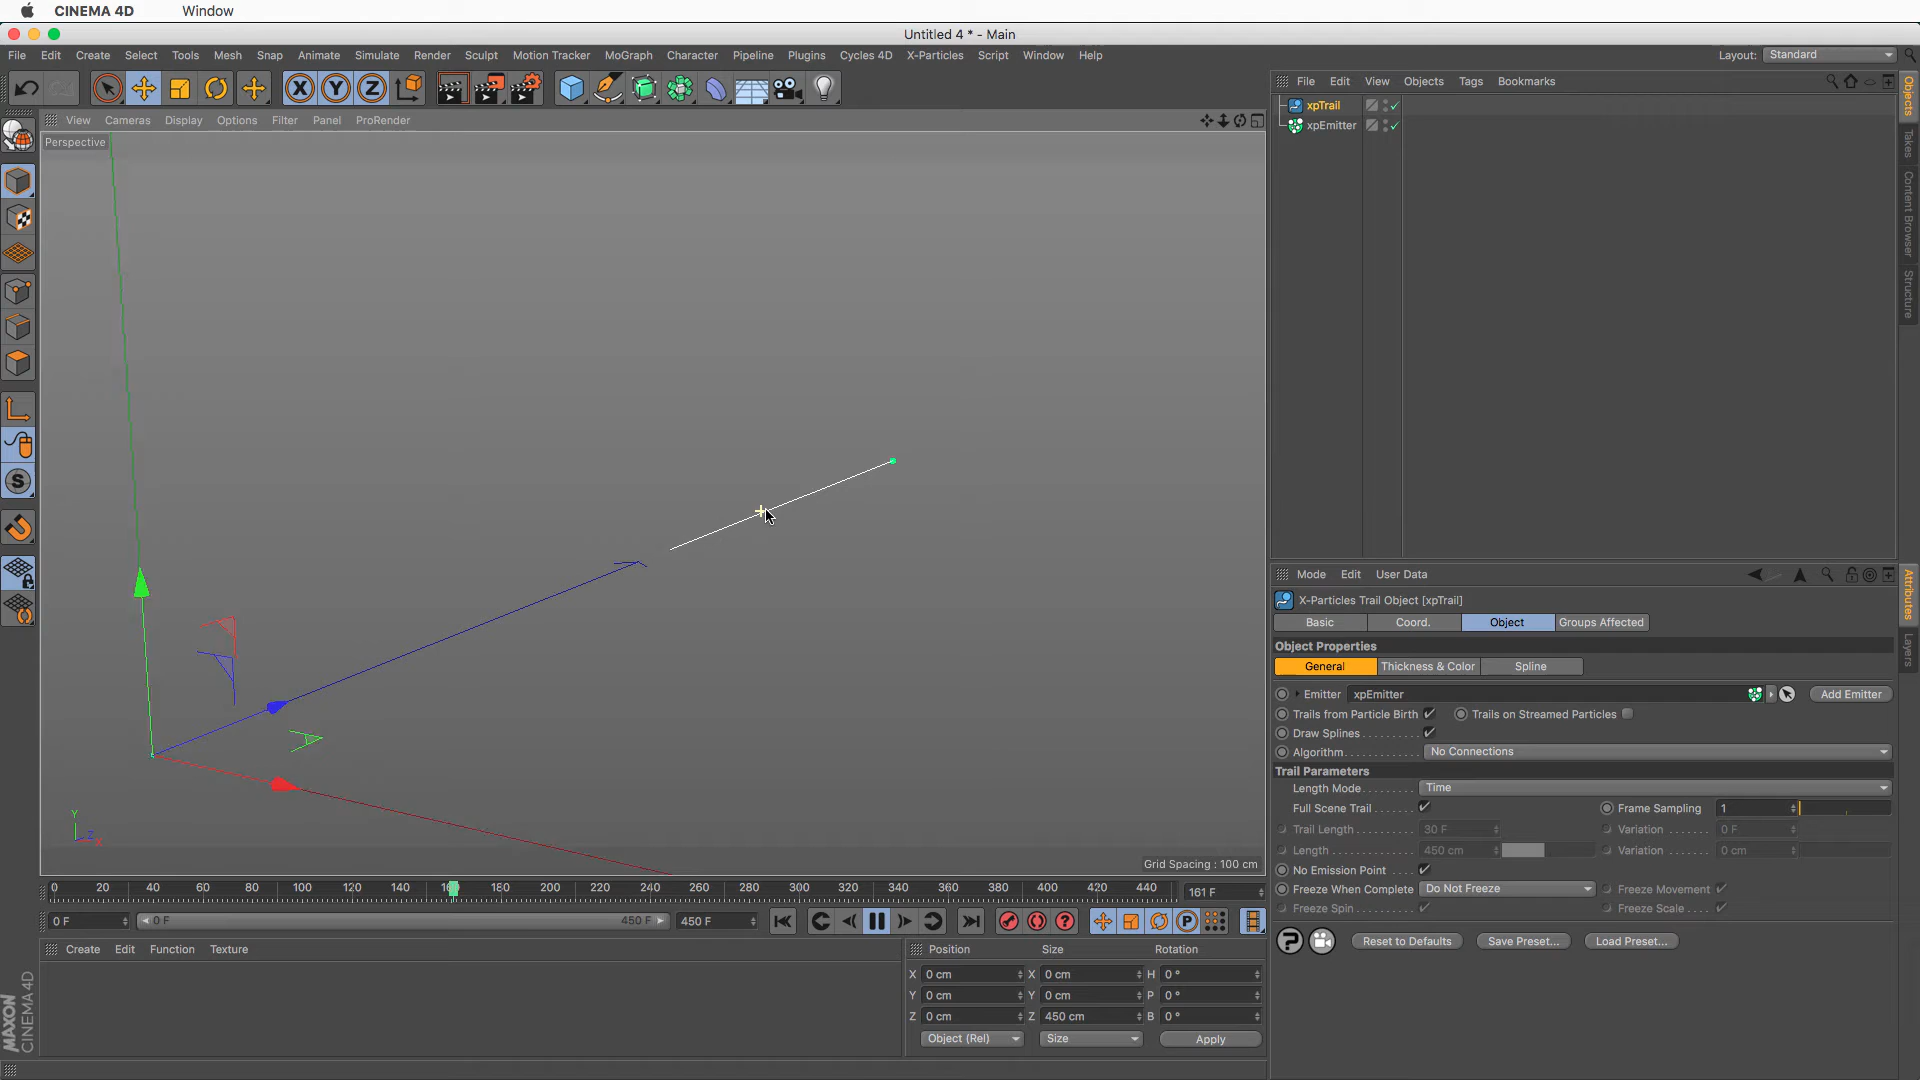 CINEMA 4D Window
Untitled 4 * - Main
File Edit Create Select Tools Mesh Snap Animate Simulate Render Sculpt Motion Tracker MoGraph Character Pipeline Plugins Cycles 4D X-Particles Script Window Help Layout: Standard
File Edit View Objects Tags Bookmarks
xpTrail
xpEmitter
Objects
Takes
Content Browser
Structure
View Cameras Display Options Filter Panel ProRender
Perspective
Y
Z
X
Grid Spacing : 100 cm
Mode Edit User Data
X-Particles Trail Object [xpTrail]
Basic Coord. Object Groups Affected
Object Properties
General Thickness & Color Spline
Emitter xpEmitter Add Emitter
Trails from Particle Birth Trails on Streamed Particles
Draw Splines
Algorithm No Connections
Trail Parameters
Length Mode Time
Full Scene Trail Frame Sampling 1
Trail Length 30 F Variation 0 F
Length 450 cm Variation 0 cm
No Emission Point
Freeze When Complete Do Not Freeze Freeze Movement
Freeze Spin Freeze Scale
Reset to Defaults Save Preset... Load Preset...
Attributes
Layers
0 20 40 60 80 100 120 140 160 180 200 220 240 260 280 300 320 340 360 380 400 420 440 161 F
0 F 0 F 450 F 450 F
Create Edit Function Texture
Position Size Rotation
X 0 cm X 0 cm H 0 °
Y 0 cm Y 0 cm P 0 °
Z 0 cm Z 450 cm B 0 °
Object (Rel) Size Apply
MAXON
CINEMA 4D